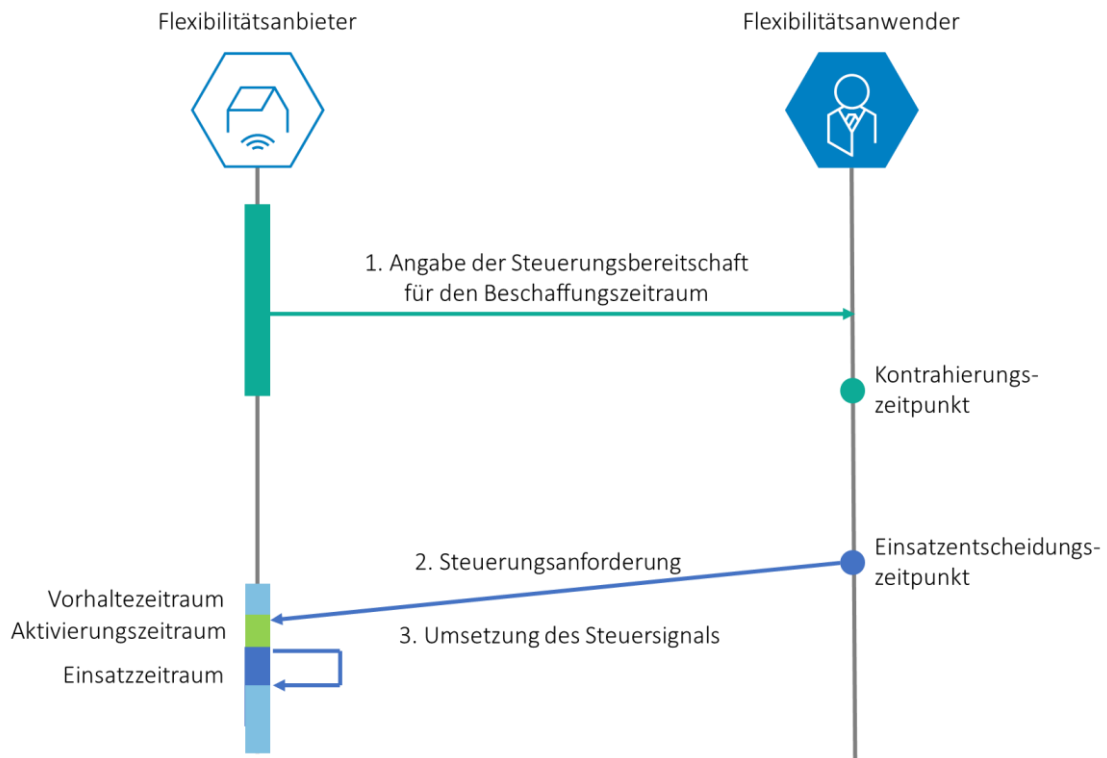 Flexibilitätsanbieter
Flexibilitätsanwender
1. Angabe der Steuerungsbereitschaft
für den Beschaffungszeitraum
Kontrahierungs-
zeitpunkt
Einsatzentscheidungs-
zeitpunkt
2. Steuerungsanforderung
Vorhaltezeitraum
Aktivierungszeitraum
3. Umsetzung des Steuersignals
Einsatzzeitraum